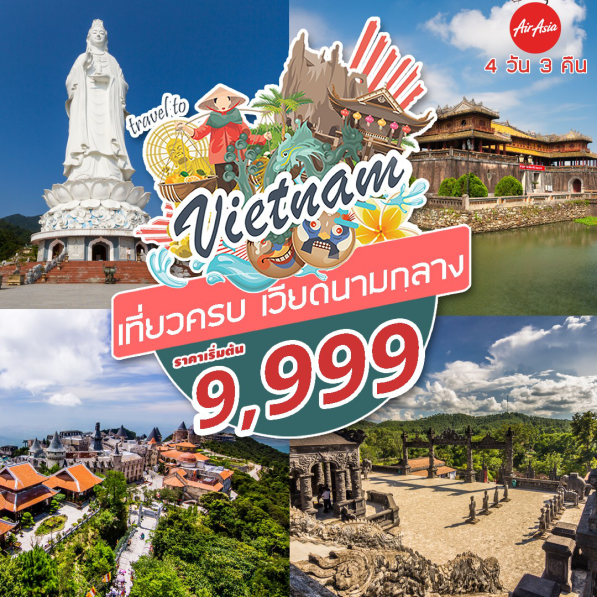 AirAsia
4 วัน 3 คืน
travel to
Vietnam
เที่ยวครบ เวียดนามกลาง
ราคาเริ่มต้น
9,999